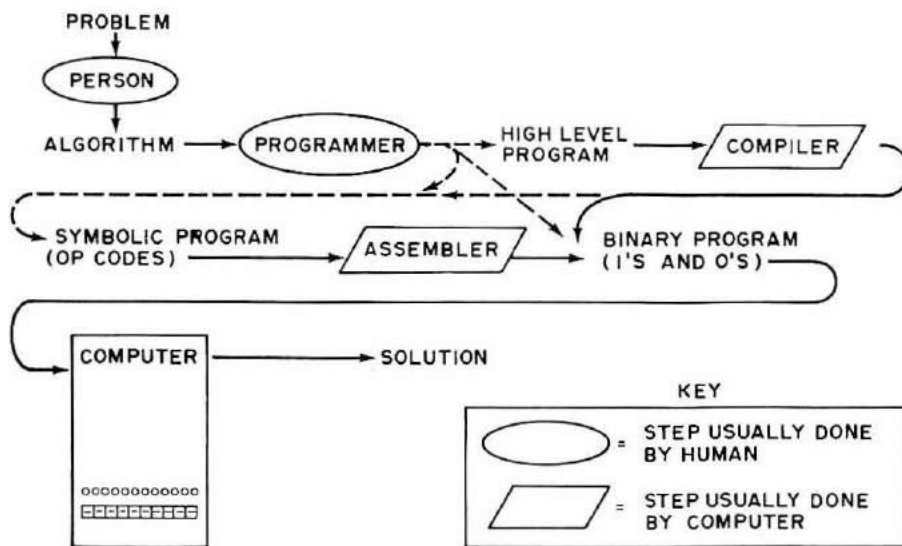 PROBLEM
PERSON
ALGORITHM
PROGRAMMER
HIGH LEVEL
PROGRAM
COMPILER
SYMBOLIC PROGRAM
(OP CODES)
ASSEMBLER
BINARY PROGRAM
(1'S AND 0'S)
COMPUTER
SOLUTION
KEY
= STEP USUALLY DONE
BY HUMAN
= STEP USUALLY DONE
BY COMPUTER